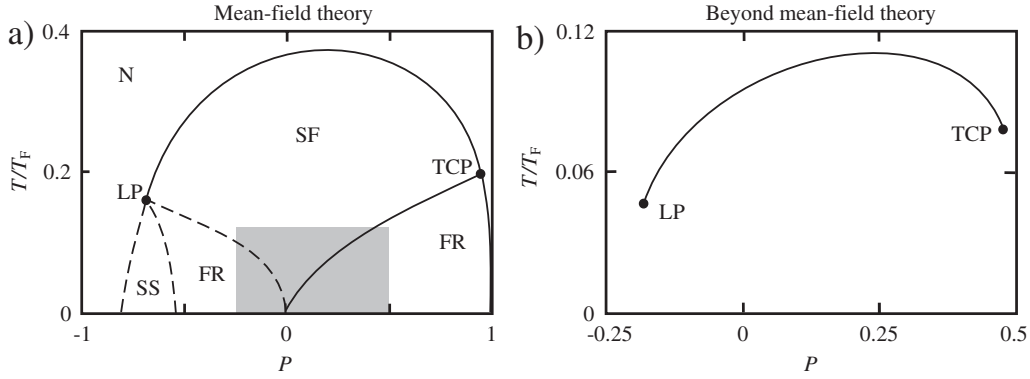 Mean-field theory
a)
0.4
N
SF
T/T_F
0.2
LP
TCP
FR
SS
FR
0
-1
0
1
P
Beyond mean-field theory
b)
0.12
TCP
T/T_F
0.06
LP
0
-0.25
0
0.25
0.5
P